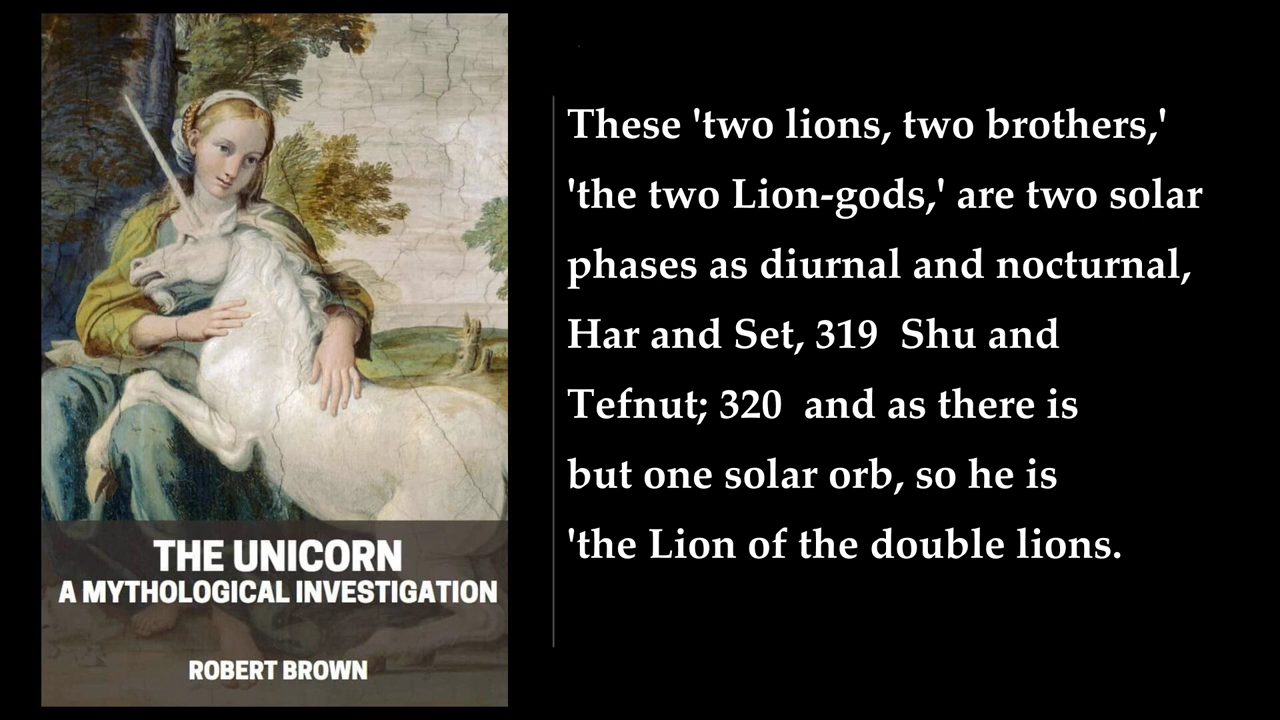 THE UNICORN
A MYTHOLOGICAL INVESTIGATION
ROBERT BROWN
These 'two lions, two brothers,'
'the two Lion-gods,' are two solar
phases as diurnal and nocturnal,
Har and Set, 319  Shu and
Tefnut; 320  and as there is
but one solar orb, so he is
'the Lion of the double lions.